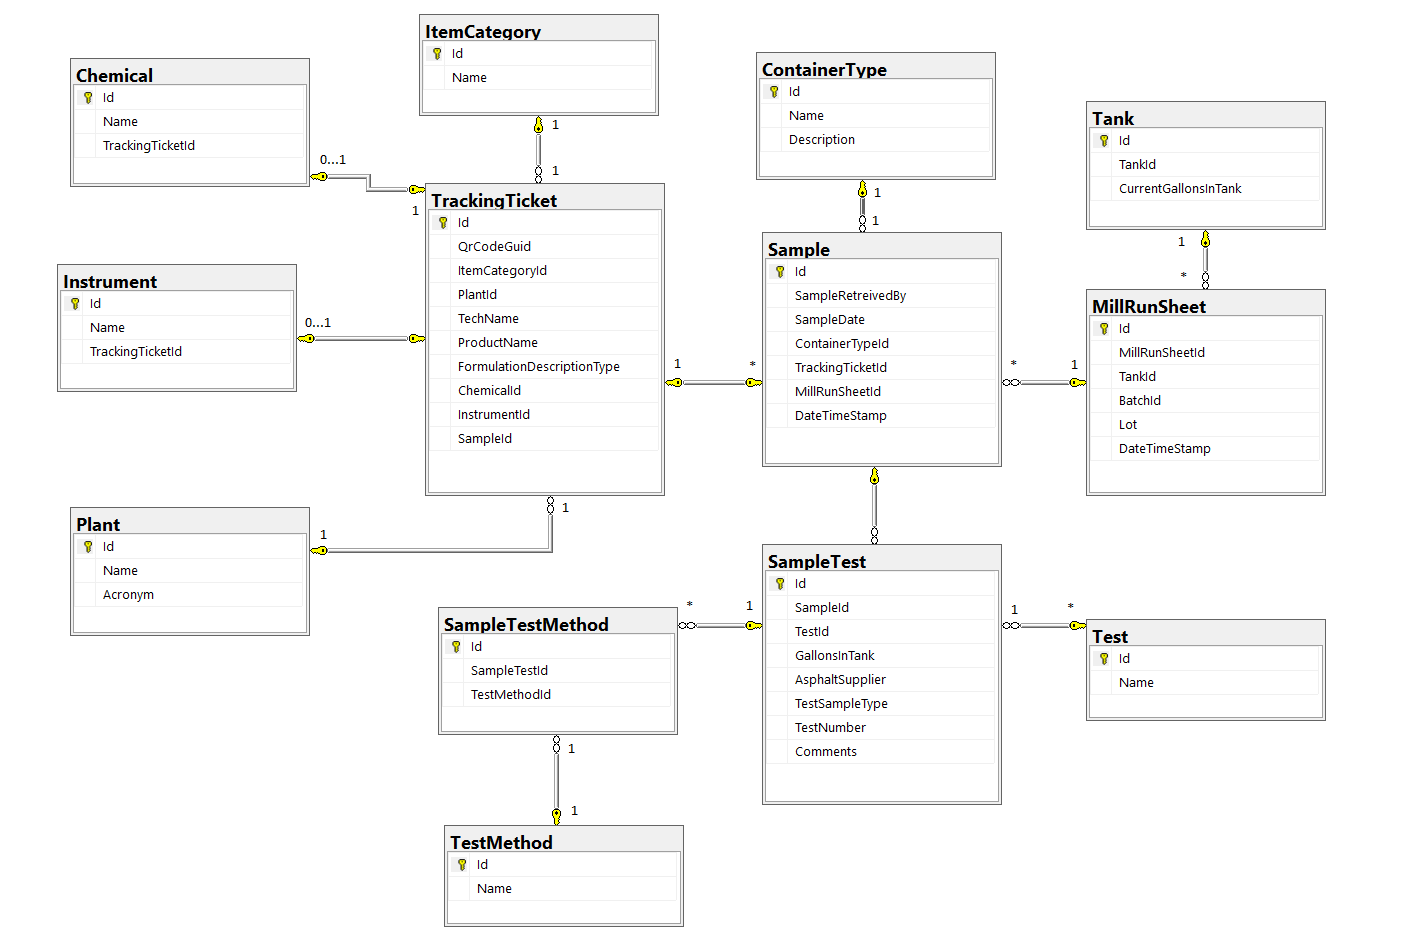 ItemCategory
Id
Name
1
1
Chemical
Id
Name
TrackingTicketId
0...1
1
ContainerType
Id
Name
Description
1
1
Tank
Id
TankId
CurrentGallonsInTank
1
*
TrackingTicket
Id
QrCodeGuid
ItemCategoryId
PlantId
TechName
ProductName
FormulationDescriptionType
ChemicalId
InstrumentId
SampleId
Instrument
Id
Name
TrackingTicketId
0...1
Sample
Id
SampleRetreivedBy
SampleDate
ContainerTypeId
TrackingTicketId
MillRunSheetId
DateTimeStamp
1
*
*
1
MillRunSheet
Id
MillRunSheetId
TankId
BatchId
Lot
DateTimeStamp
Plant
Id
Name
Acronym
1
1
SampleTest
Id
SampleId
TestId
GallonsInTank
AsphaltSupplier
TestSampleType
TestNumber
Comments
SampleTestMethod
Id
SampleTestId
TestMethodId
*
1
1
*
Test
Id
Name
1
1
TestMethod
Id
Name